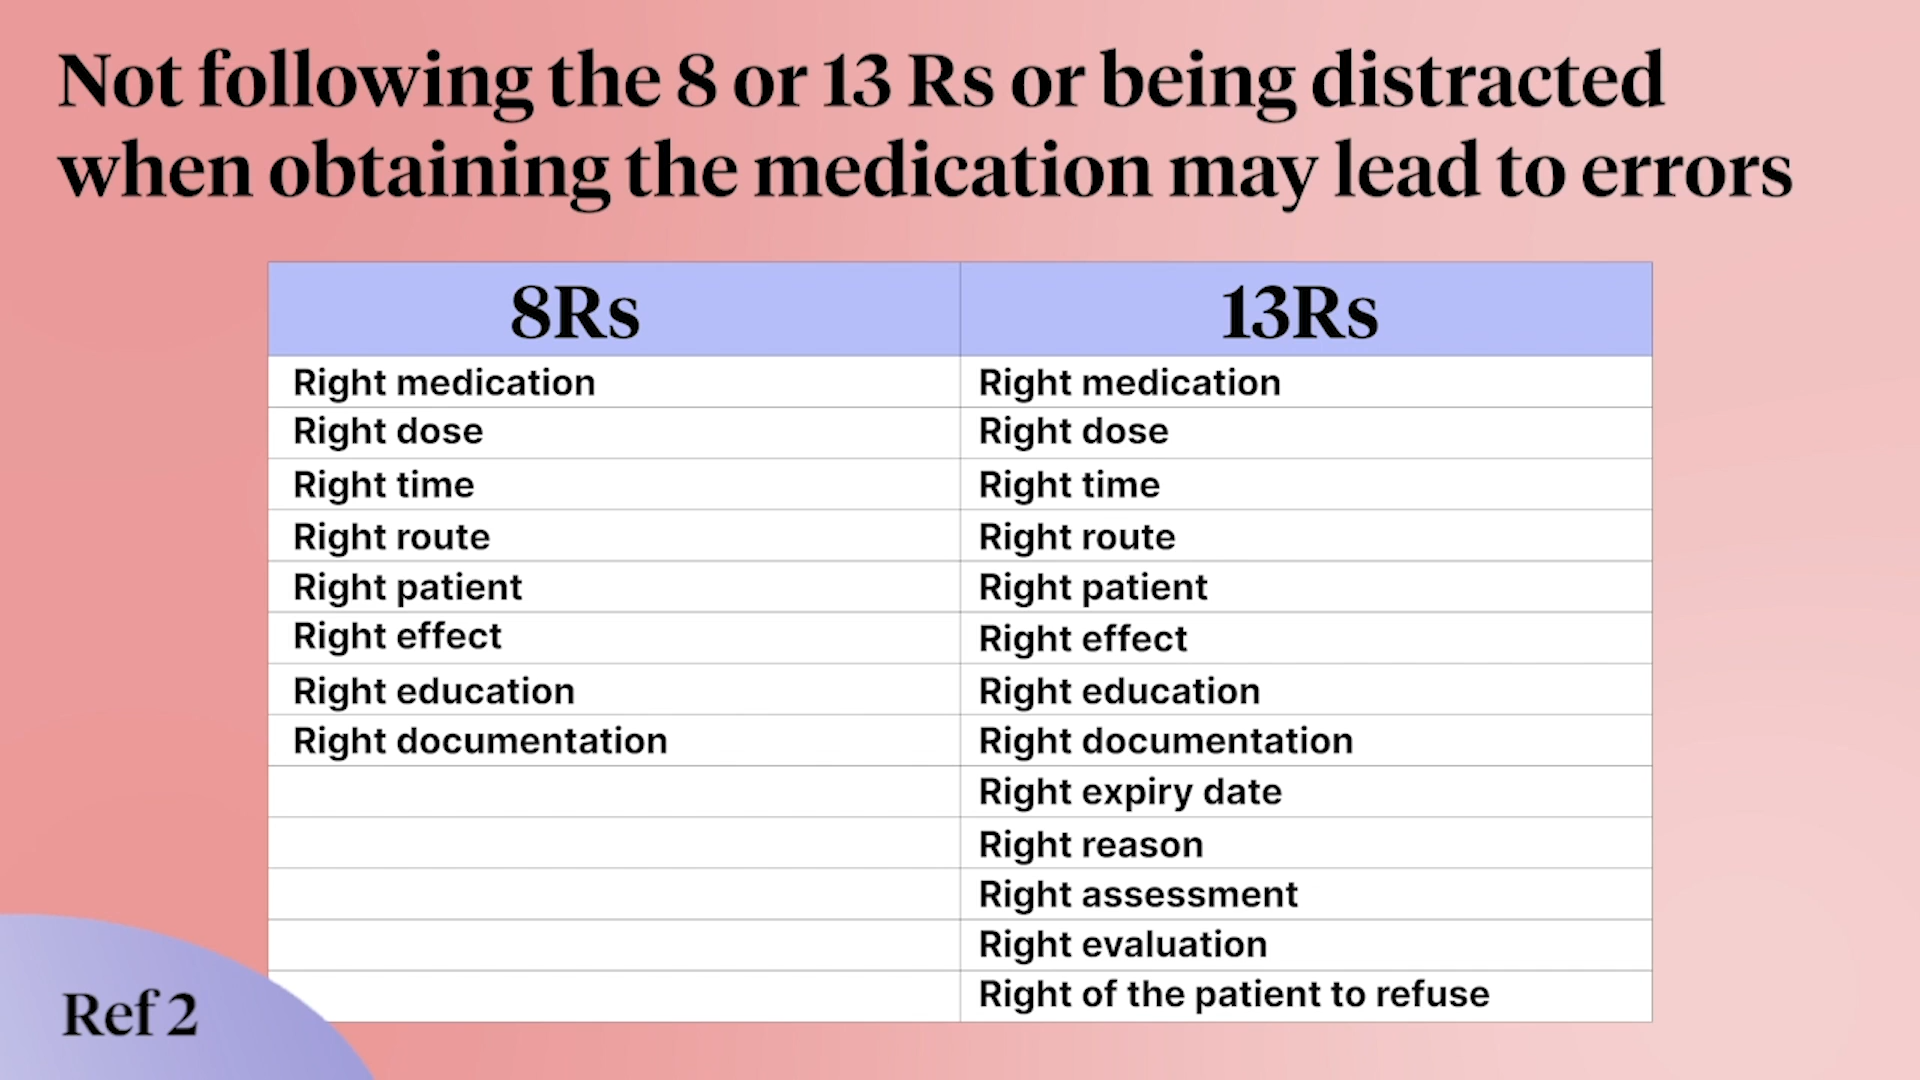 Not following the 8 or 13 Rs or being distracted
when obtaining the medication may lead to errors
8Rs 13Rs
Right medication Right medication
Right dose Right dose
Right time Right time
Right route Right route
Right patient Right patient
Right effect Right effect
Right education Right education
Right documentation Right documentation
Right expiry date
Right reason
Right assessment
Right evaluation
Right of the patient to refuse
Ref 2